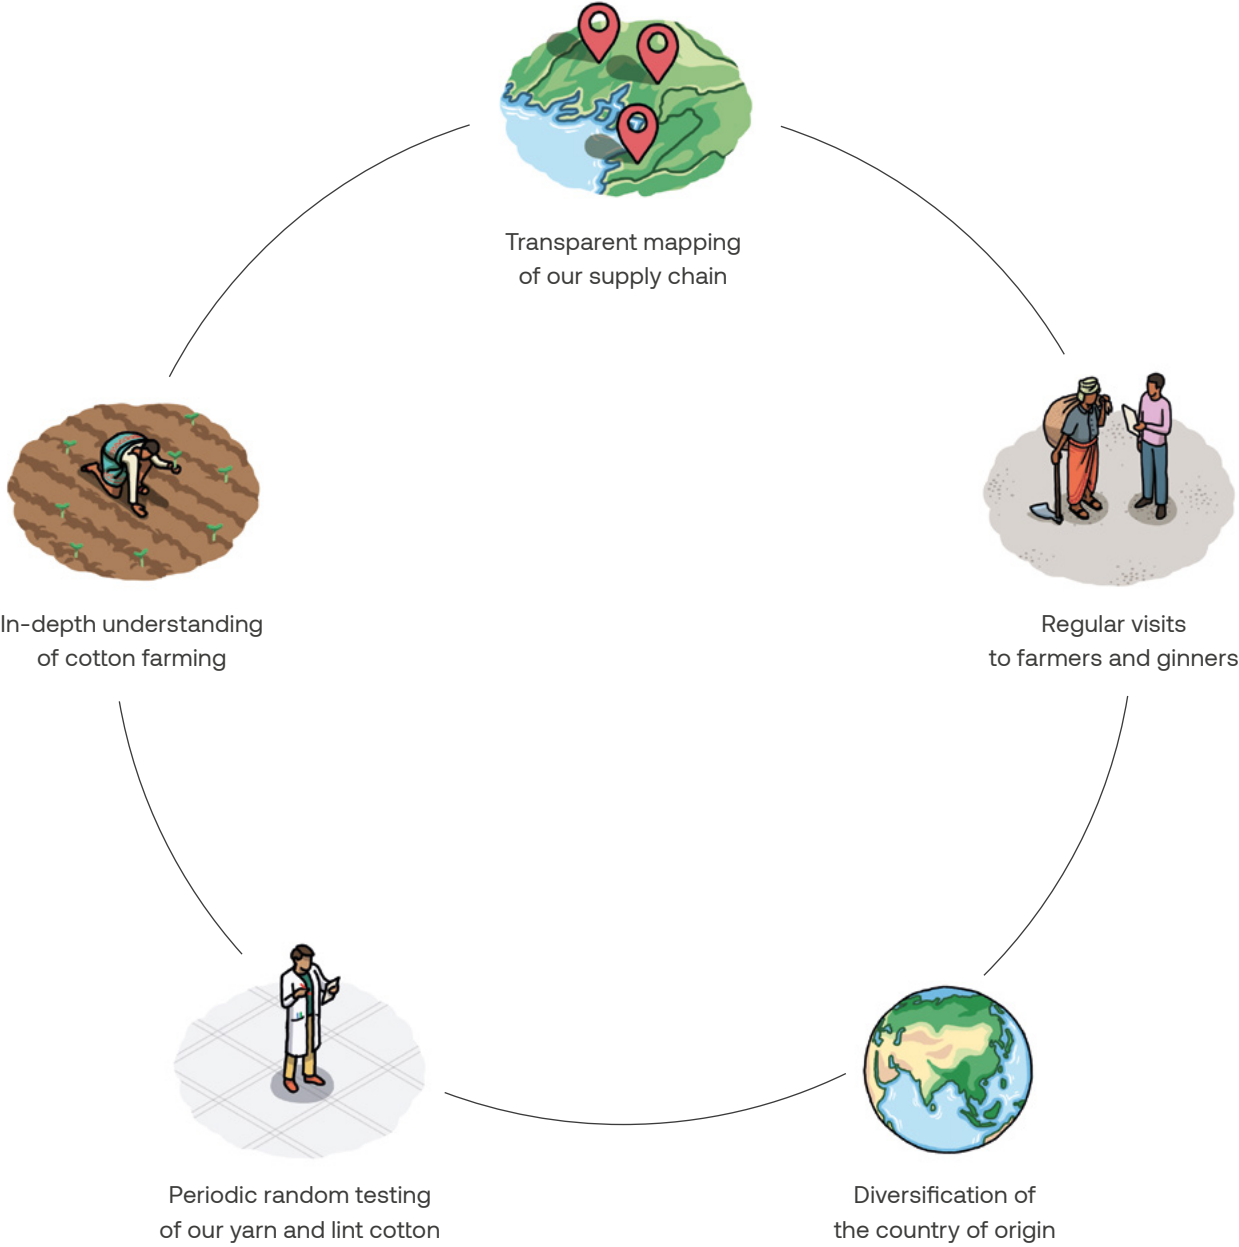 Transparent mapping
of our supply chain
In-depth understanding
of cotton farming
Regular visits
to farmers and ginners
Periodic random testing
of our yarn and lint cotton
Diversification of
the country of origin